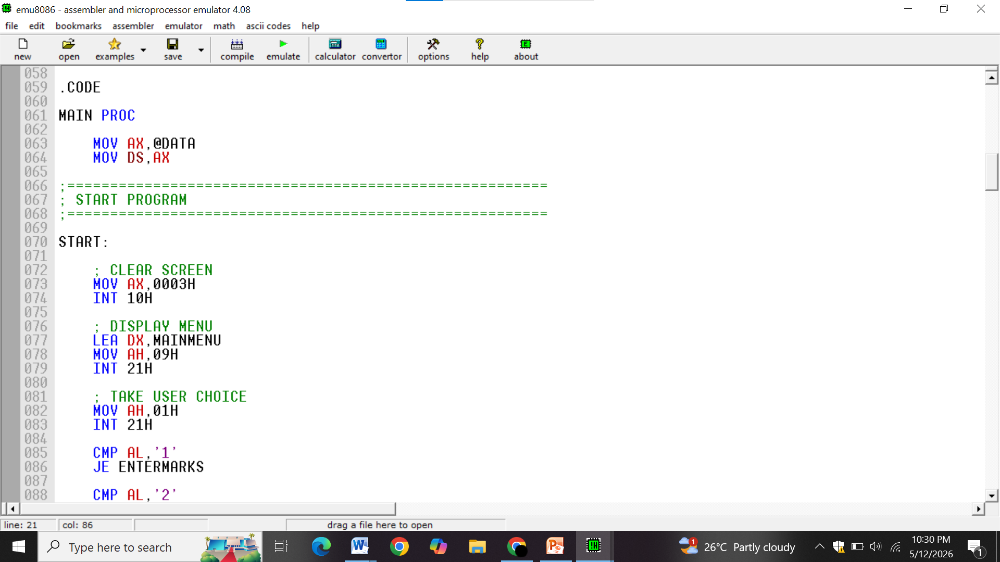 emu8086 - assembler and microprocessor emulator 4.08
file edit bookmarks assembler emulator math ascii codes help
new open examples save compile emulate calculator convertor options help about
058
059 .CODE
060
061 MAIN PROC
062
063 MOV AX,@DATA
064 MOV DS,AX
065
066 ;========================================================
067 ; START PROGRAM
068 ;========================================================
069
070 START:
071
072 ; CLEAR SCREEN
073 MOV AX,0003H
074 INT 10H
075
076 ; DISPLAY MENU
077 LEA DX,MAINMENU
078 MOV AH,09H
079 INT 21H
080
081 ; TAKE USER CHOICE
082 MOV AH,01H
083 INT 21H
084
085 CMP AL,'1'
086 JE ENTERMARKS
087
088 CMP AL,'2'
line: 21 col: 86 drag a file here to open
Type here to search 1 26°C Partly cloudy 10:30 PM
5/12/2026 1